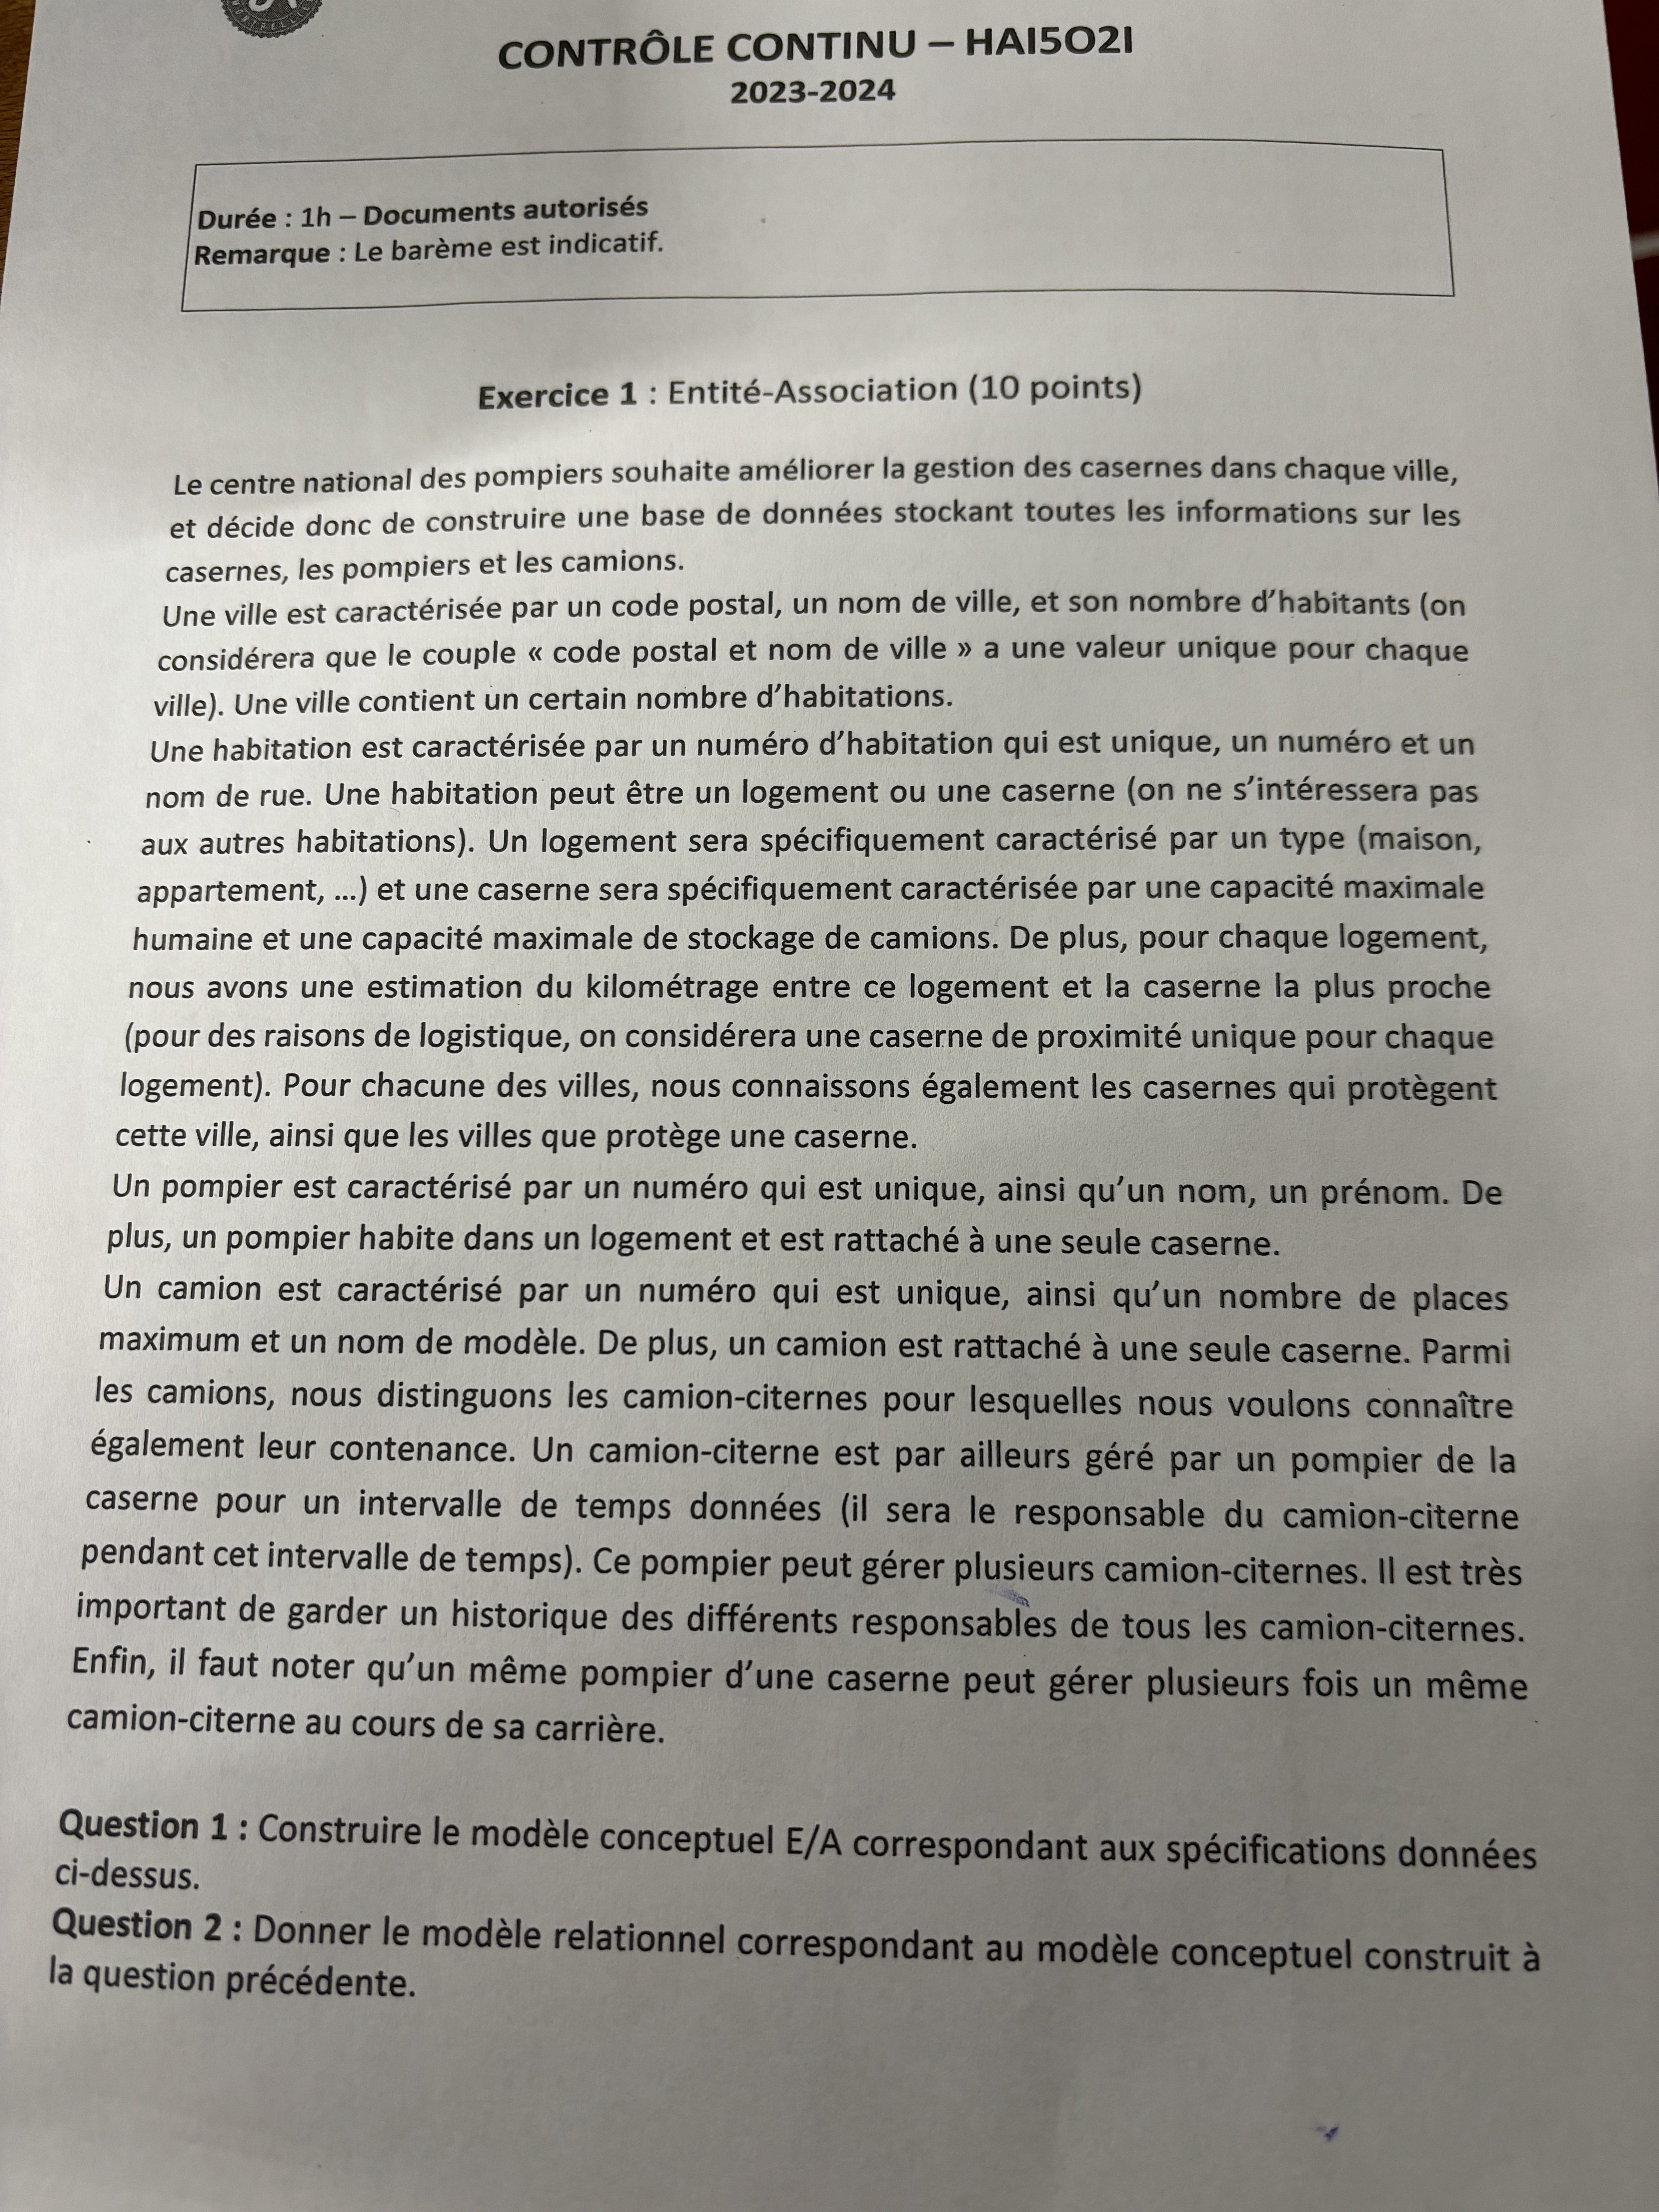 MONTPELLIER
CONTRÔLE CONTINU – HAI5O2I
2023-2024
Durée : 1h – Documents autorisés
Remarque : Le barème est indicatif.
Exercice 1 : Entité-Association (10 points)
Le centre national des pompiers souhaite améliorer la gestion des casernes dans chaque ville,
et décide donc de construire une base de données stockant toutes les informations sur les
casernes, les pompiers et les camions.
Une ville est caractérisée par un code postal, un nom de ville, et son nombre d’habitants (on
considérera que le couple « code postal et nom de ville » a une valeur unique pour chaque
ville). Une ville contient un certain nombre d’habitations.
Une habitation est caractérisée par un numéro d’habitation qui est unique, un numéro et un
nom de rue. Une habitation peut être un logement ou une caserne (on ne s’intéressera pas
aux autres habitations). Un logement sera spécifiquement caractérisé par un type (maison,
appartement, ...) et une caserne sera spécifiquement caractérisée par une capacité maximale
humaine et une capacité maximale de stockage de camions. De plus, pour chaque logement,
nous avons une estimation du kilométrage entre ce logement et la caserne la plus proche
(pour des raisons de logistique, on considérera une caserne de proximité unique pour chaque
logement). Pour chacune des villes, nous connaissons également les casernes qui protègent
cette ville, ainsi que les villes que protège une caserne.
Un pompier est caractérisé par un numéro qui est unique, ainsi qu’un nom, un prénom. De
plus, un pompier habite dans un logement et est rattaché à une seule caserne.
Un camion est caractérisé par un numéro qui est unique, ainsi qu’un nombre de places
maximum et un nom de modèle. De plus, un camion est rattaché à une seule caserne. Parmi
les camions, nous distinguons les camion-citernes pour lesquelles nous voulons connaître
également leur contenance. Un camion-citerne est par ailleurs géré par un pompier de la
caserne pour un intervalle de temps données (il sera le responsable du camion-citerne
pendant cet intervalle de temps). Ce pompier peut gérer plusieurs camion-citernes. Il est très
important de garder un historique des différents responsables de tous les camion-citernes.
Enfin, il faut noter qu’un même pompier d’une caserne peut gérer plusieurs fois un même
camion-citerne au cours de sa carrière.
Question 1 : Construire le modèle conceptuel E/A correspondant aux spécifications données
ci-dessus.
Question 2 : Donner le modèle relationnel correspondant au modèle conceptuel construit à
la question précédente.